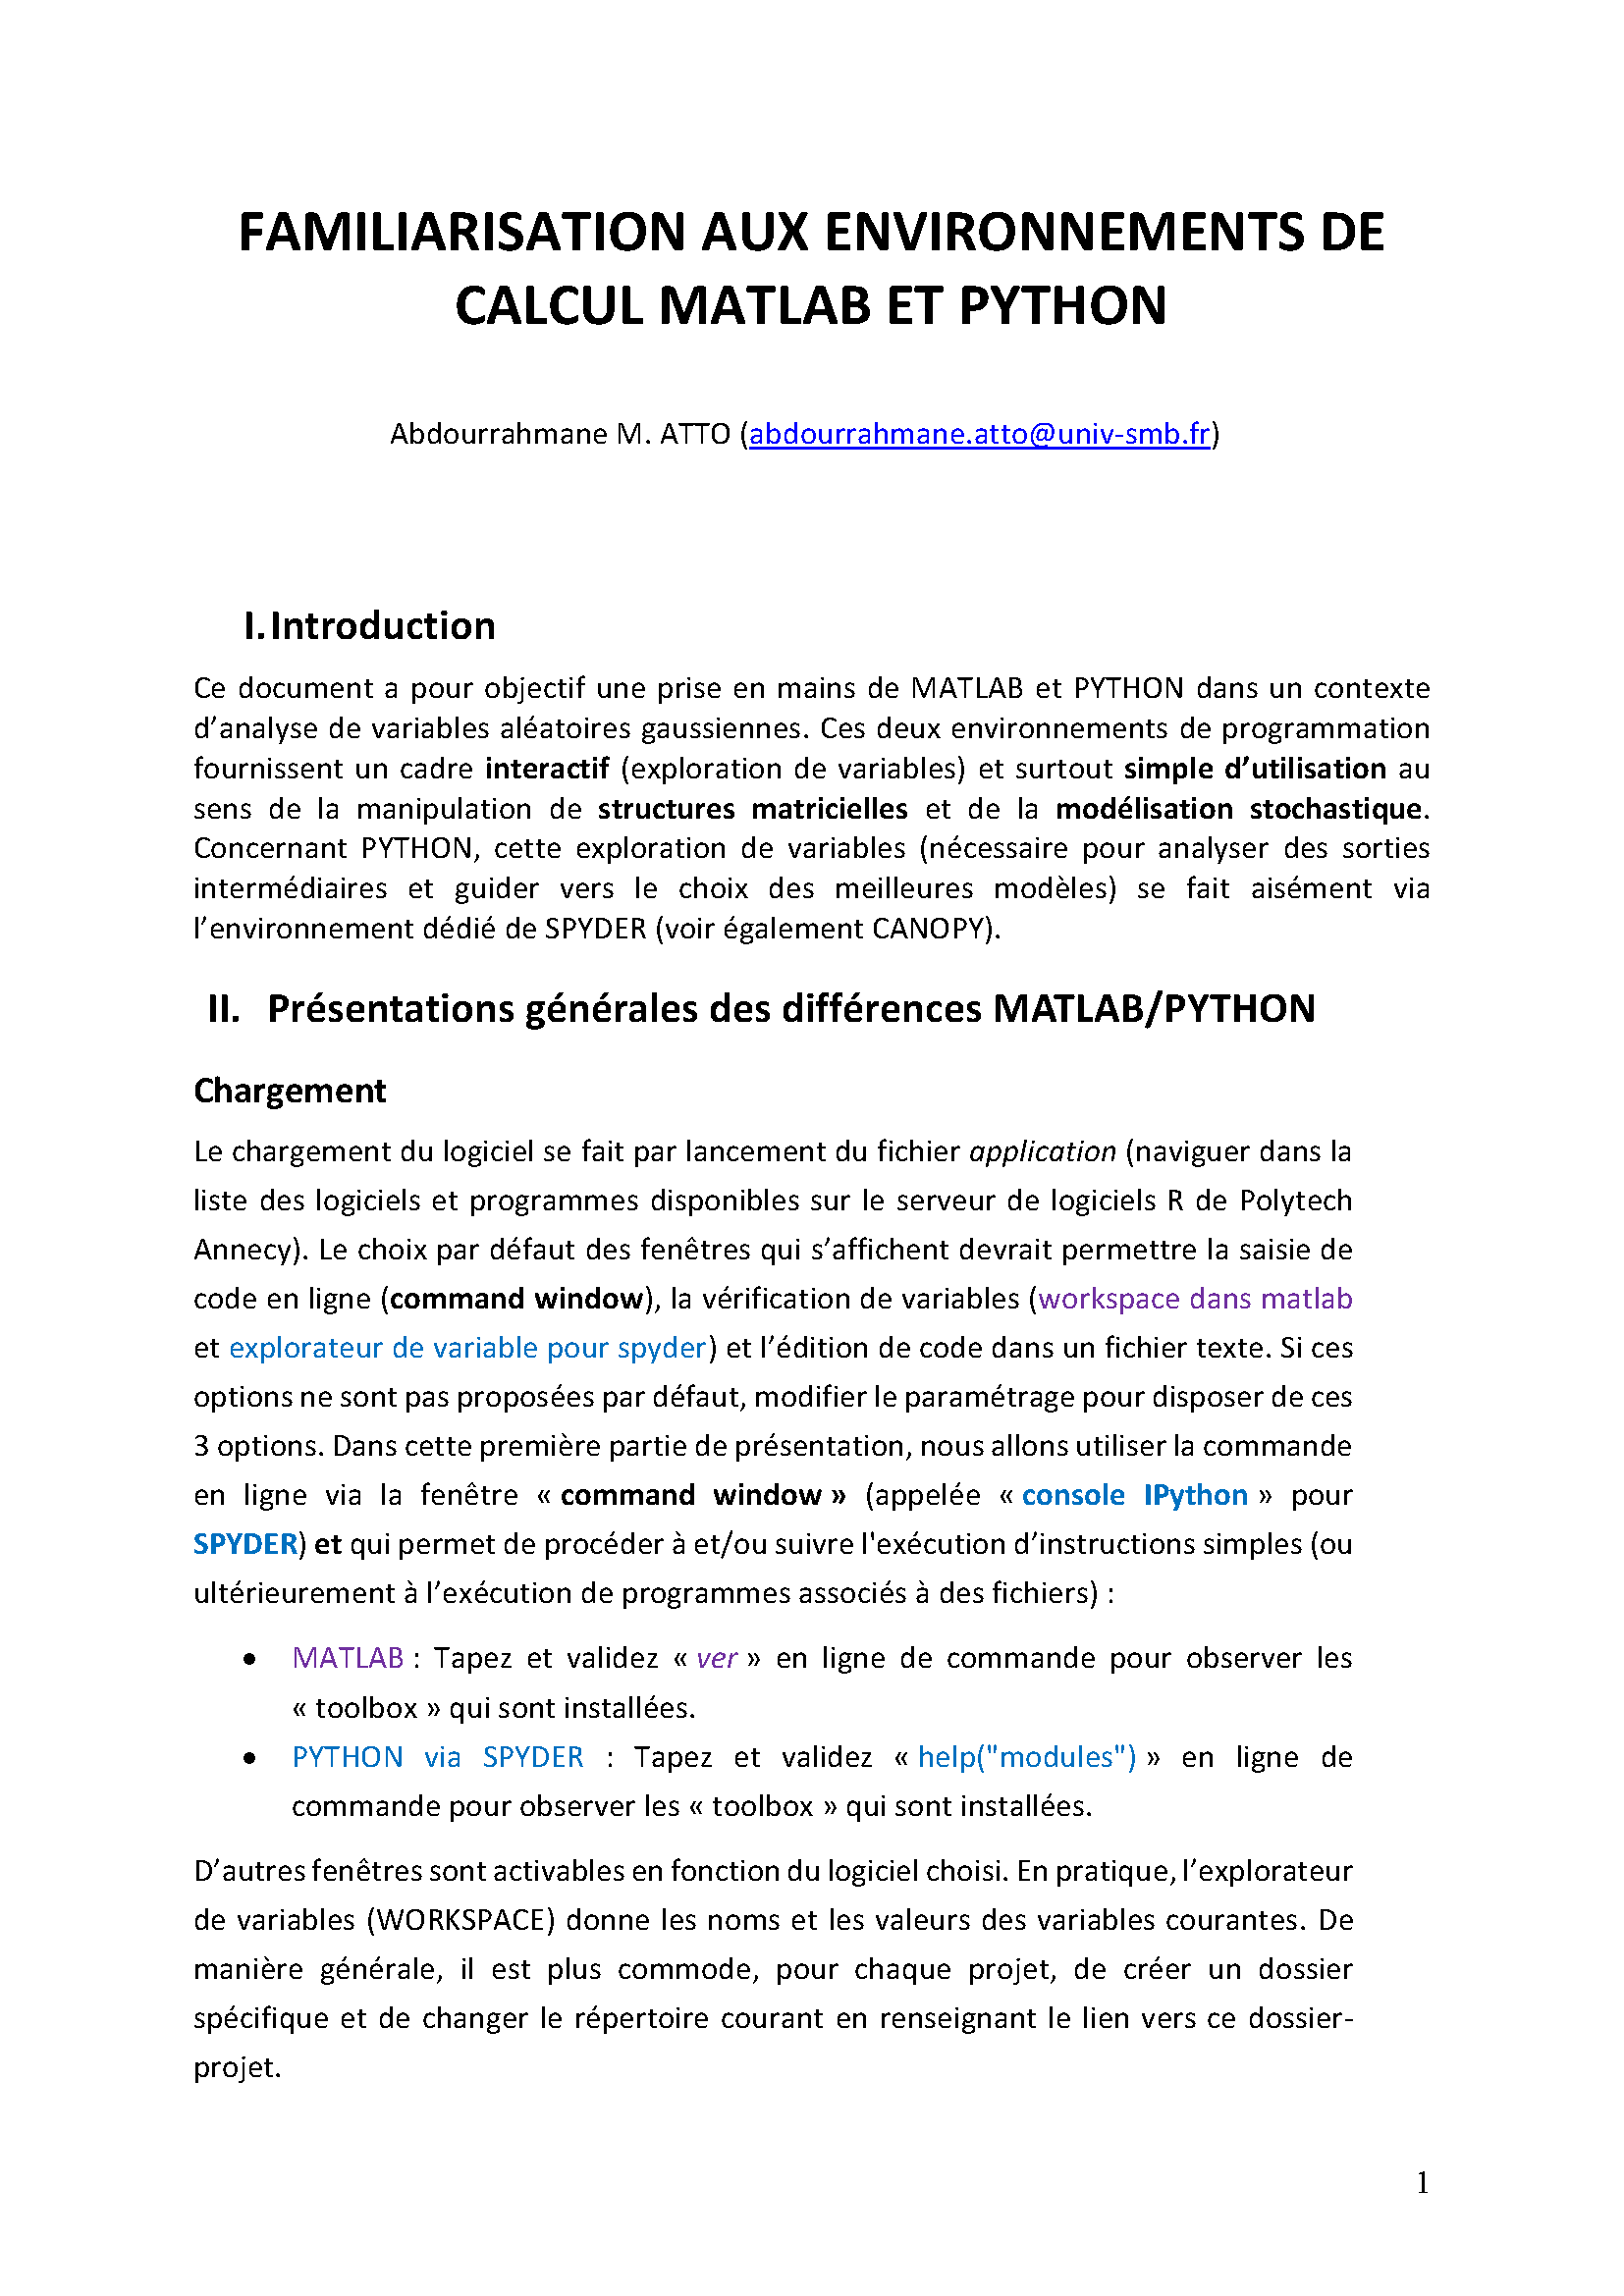 FAMILIARISATION AUX ENVIRONNEMENTS DE
CALCUL MATLAB ET PYTHON
Abdourrahmane M. ATTO (abdourrahmane.atto@univ-smb.fr)
I. Introduction
Ce document a pour objectif une prise en mains de MATLAB et PYTHON dans un contexte
d’analyse de variables aléatoires gaussiennes. Ces deux environnements de programmation
fournissent un cadre interactif (exploration de variables) et surtout simple d’utilisation au
sens de la manipulation de structures matricielles et de la modélisation stochastique.
Concernant PYTHON, cette exploration de variables (nécessaire pour analyser des sorties
intermédiaires et guider vers le choix des meilleures modèles) se fait aisément via
l’environnement dédié de SPYDER (voir également CANOPY).
II. Présentations générales des différences MATLAB/PYTHON
Chargement
Le chargement du logiciel se fait par lancement du fichier application (naviguer dans la
liste des logiciels et programmes disponibles sur le serveur de logiciels R de Polytech
Annecy). Le choix par défaut des fenêtres qui s’affichent devrait permettre la saisie de
code en ligne (command window), la vérification de variables (workspace dans matlab
et explorateur de variable pour spyder) et l’édition de code dans un fichier texte. Si ces
options ne sont pas proposées par défaut, modifier le paramétrage pour disposer de ces
3 options. Dans cette première partie de présentation, nous allons utiliser la commande
en ligne via la fenêtre « command window » (appelée « console IPython » pour
SPYDER) et qui permet de procéder à et/ou suivre l'exécution d’instructions simples (ou
ultérieurement à l’exécution de programmes associés à des fichiers) :
• MATLAB : Tapez et validez « ver » en ligne de commande pour observer les
« toolbox » qui sont installées.
• PYTHON via SPYDER : Tapez et validez « help("modules") » en ligne de
commande pour observer les « toolbox » qui sont installées.
D’autres fenêtres sont activables en fonction du logiciel choisi. En pratique, l’explorateur
de variables (WORKSPACE) donne les noms et les valeurs des variables courantes. De
manière générale, il est plus commode, pour chaque projet, de créer un dossier
spécifique et de changer le répertoire courant en renseignant le lien vers ce dossier-
projet.
1